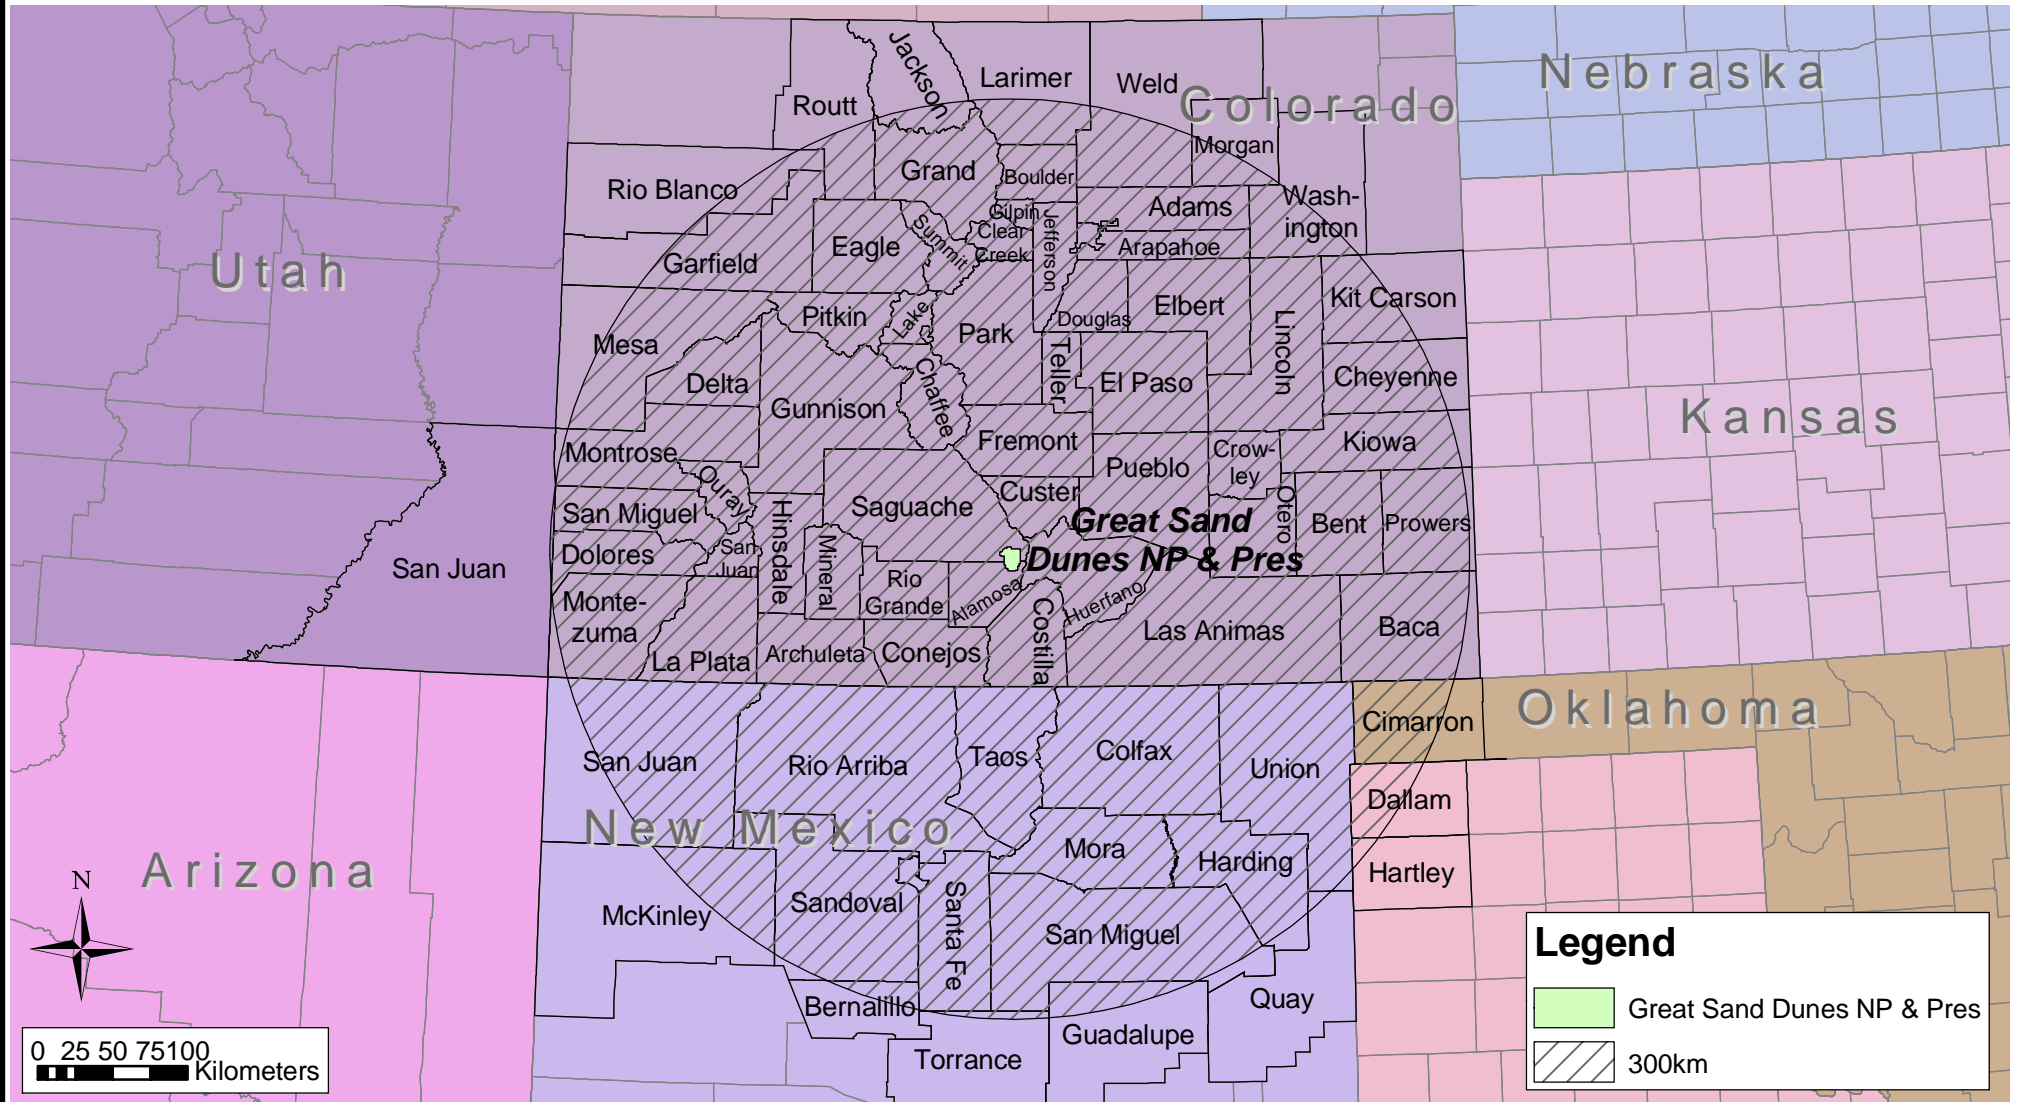 Jackson
Larimer
Weld
Nebraska
Routt
Colorado
Morgan
Grand
Boulder
Rio Blanco
Wash-
ington
Adams
Gilpin
Clear
Creek
Jefferson
Summit
Eagle
Arapahoe
Utah
Garfield
Kit Carson
Pitkin
Lake
Park
Douglas
Elbert
Lincoln
Mesa
Teller
Delta
Chaffee
El Paso
Cheyenne
Gunnison
Kansas
Fremont
Kiowa
Montrose
Pueblo
Crow-
ley
Ouray
Custer
San Miguel
Hinsdale
Saguache
Great Sand
Dunes NP & Pres
Otero
Bent
Prowers
Dolores
San
Juan
Mineral
San Juan
Rio
Grande
Alamosa
Costilla
Huerfano
Monte-
zuma
Las Animas
Baca
La Plata
Archuleta
Conejos
Oklahoma
Cimarron
San Juan
Rio Arriba
Taos
Colfax
Union
Dallam
New Mexico
Mora
Harding
Hartley
Arizona
N
McKinley
Sandoval
Santa Fe
San Miguel
Bernalillo
Quay
Guadalupe
Torrance
0 25 50 75100
Kilometers
Legend
Great Sand Dunes NP & Pres
300km